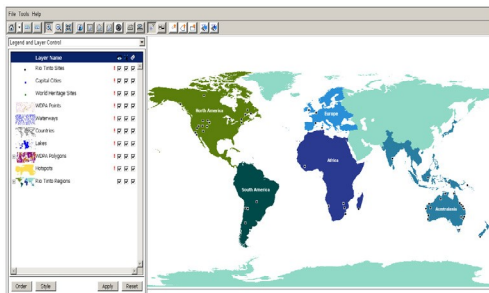 File Tools Help
Legend and Layer Control
Layer Name
Rio Tinto Sites
Capital Cities
World Heritage Sites
WDPA Points
Waterways
Countries
Lakes
WDPA Polygons
Hotspots
Rio Tinto Regions
Order Style Apply Reset
North America
Europe
Africa
South America
Australasia